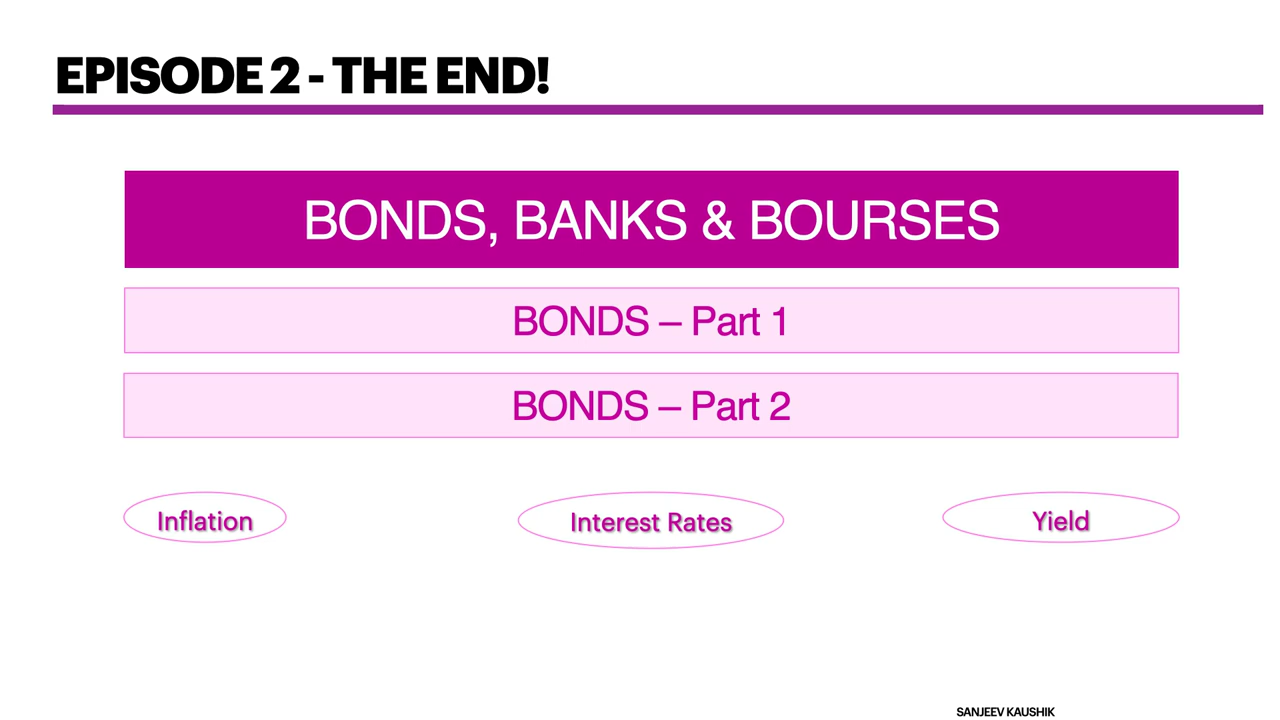 EPISODE 2 - THE END!
BONDS, BANKS & BOURSES
BONDS – Part 1
BONDS – Part 2
Inflation
Interest Rates
Yield
SANJEEV KAUSHIK